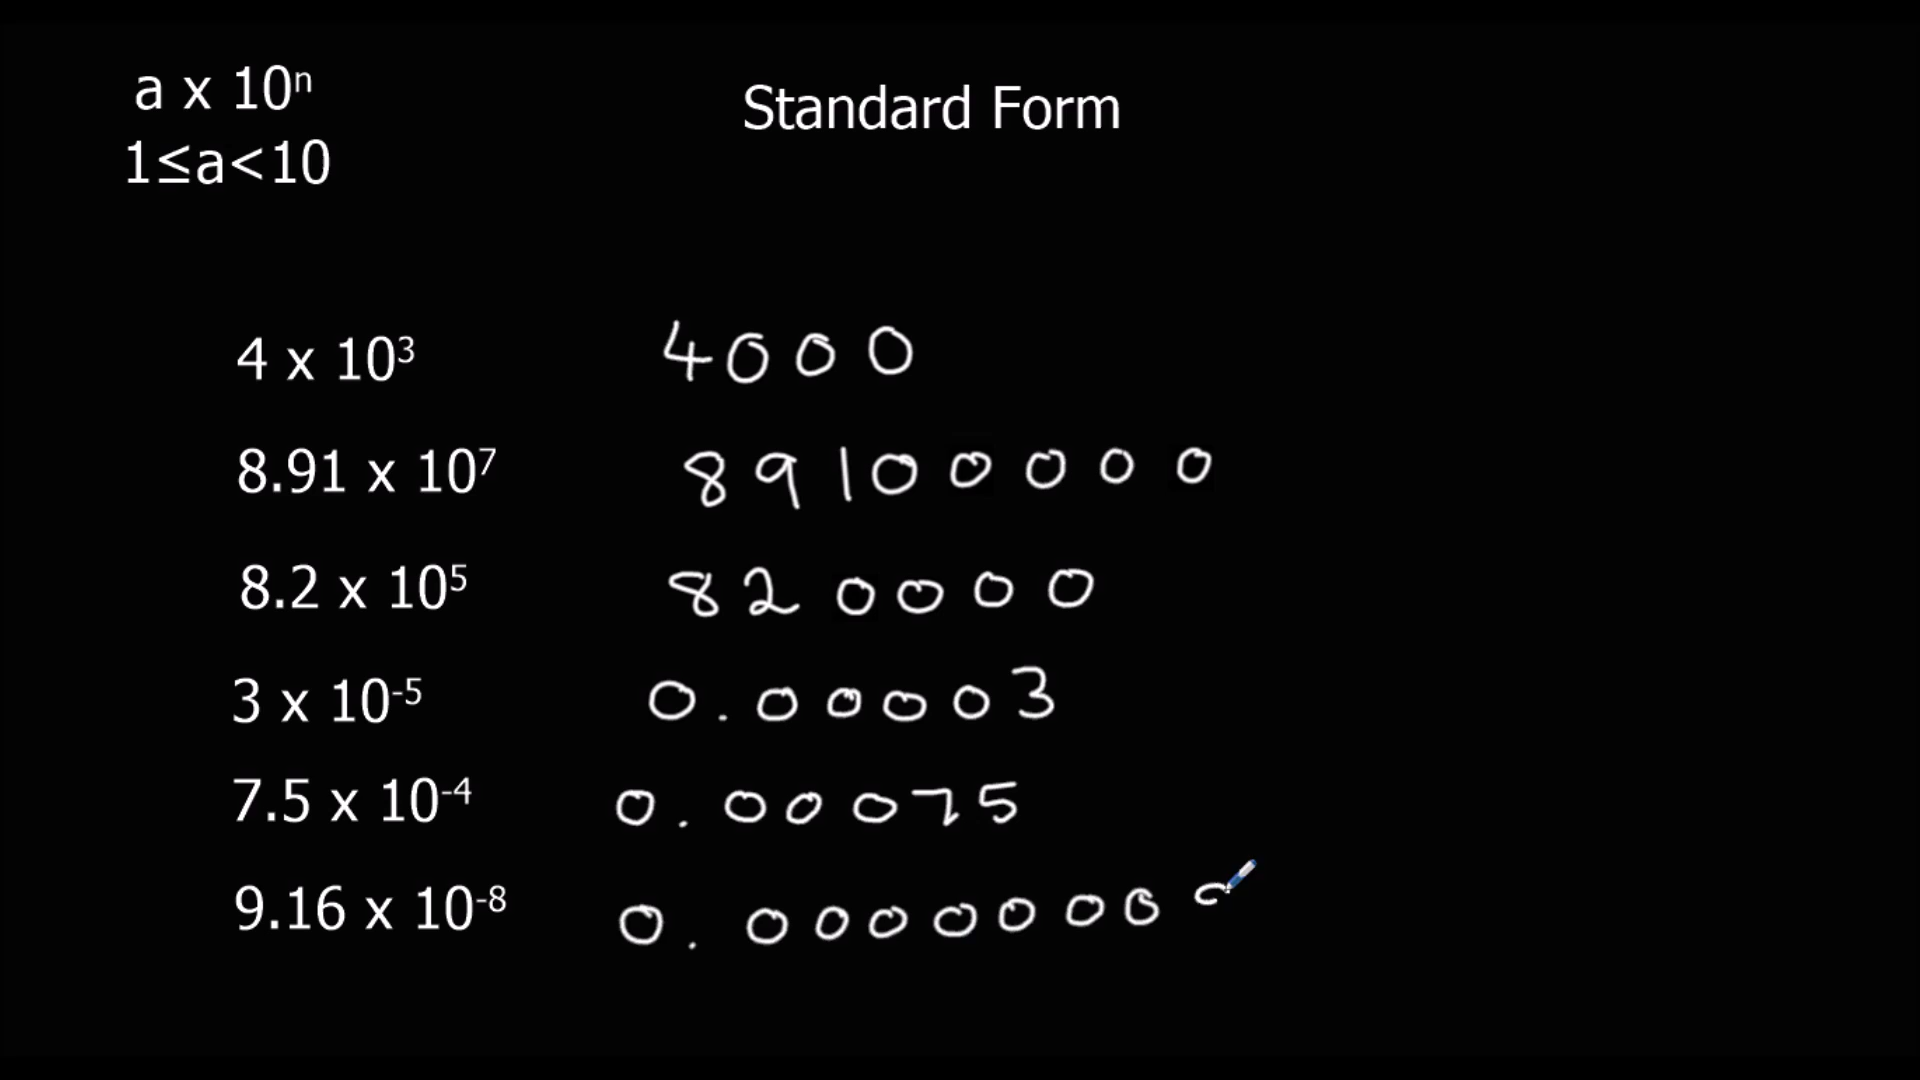 a x 10ⁿ
Standard Form
1≤a<10
4 x 10³ 4000
8.91 x 10⁷ 89100000
8.2 x 10⁵ 820000
3 x 10⁻⁵ 0.00003
7.5 x 10⁻⁴ 0.00075
9.16 x 10⁻⁸ 0.0000000